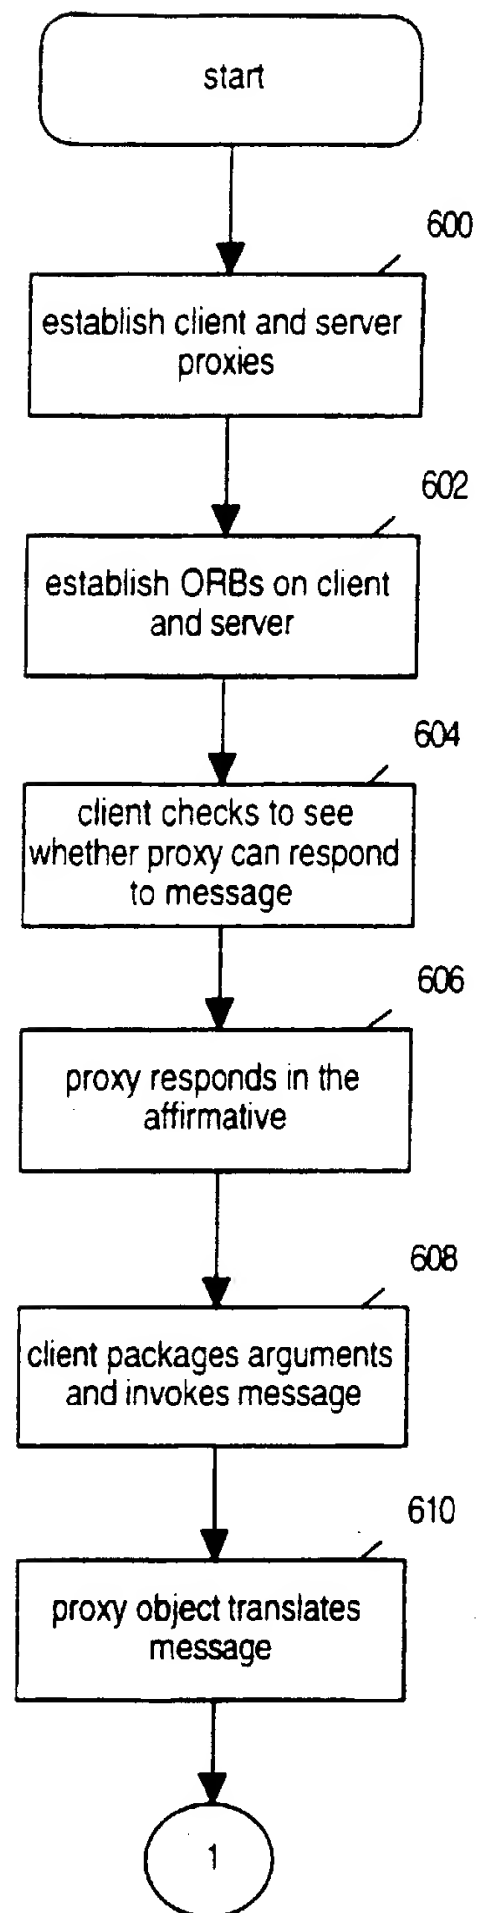 start
600
establish client and server
proxies
602
establish ORBs on client
and server
604
client checks to see
whether proxy can respond
to message
606
proxy responds in the
affirmative
608
client packages arguments
and invokes message
610
proxy object translates
message
1